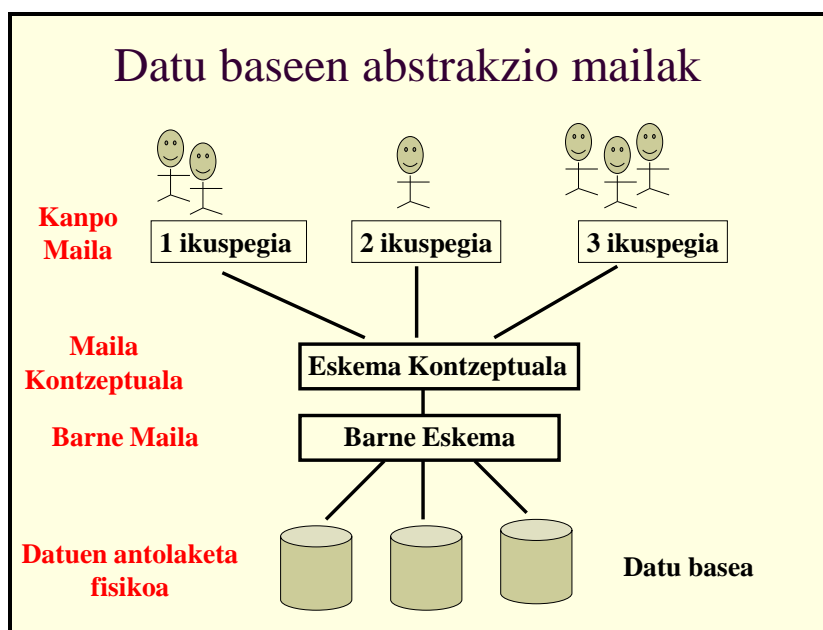 Datu baseen abstrakzio mailak
Kanpo
Maila
1 ikuspegia
2 ikuspegia
3 ikuspegia
Maila
Kontzeptuala
Eskema Kontzeptuala
Barne Maila
Barne Eskema
Datuen antolaketa
fisikoa
Datu basea